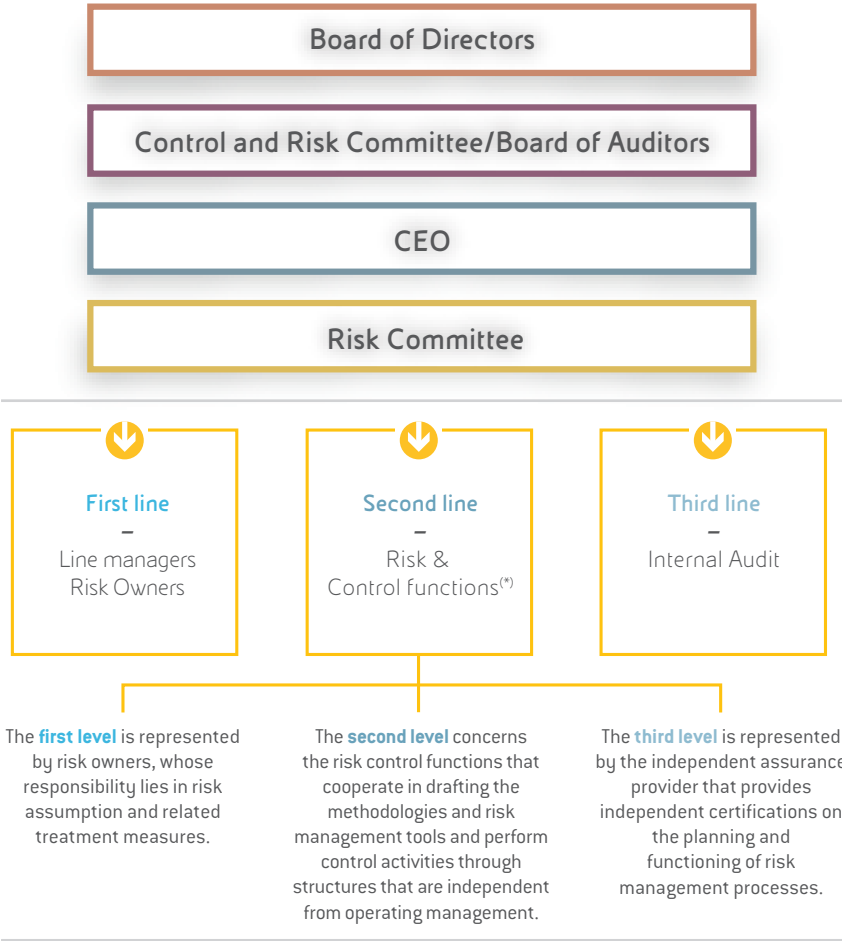 Board of Directors
Control and Risk Committee/Board of Auditors
CEO
Risk Committee
First line
–
Line managers
Risk Owners
Second line
–
Risk &
Control functions(*)
Third line
–
Internal Audit
The first level is represented
by risk owners, whose
responsibility lies in risk
assumption and related
treatment measures.
The second level concerns
the risk control functions that
cooperate in drafting the
methodologies and risk
management tools and perform
control activities through
structures that are independent
from operating management.
The third level is represented
by the independent assurance
provider that provides
independent certifications on
the planning and
functioning of risk
management processes.